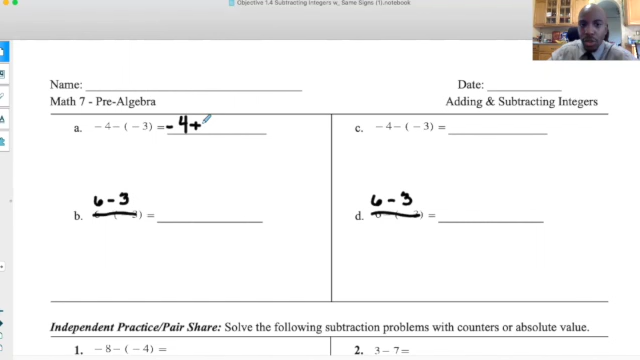 Objective 1.4 Subtracting Integers w_ Same Signs (1).notebook
Name: Date:
Math 7 - Pre-Algebra Adding & Subtracting Integers
a. −4−(−3) = -4+ c. −4−(−3) =
6-3 6-3
b. = d. =
Independent Practice/Pair Share: Solve the following subtraction problems with counters or absolute value.
1. −8−(−4) = 2. 3−7=